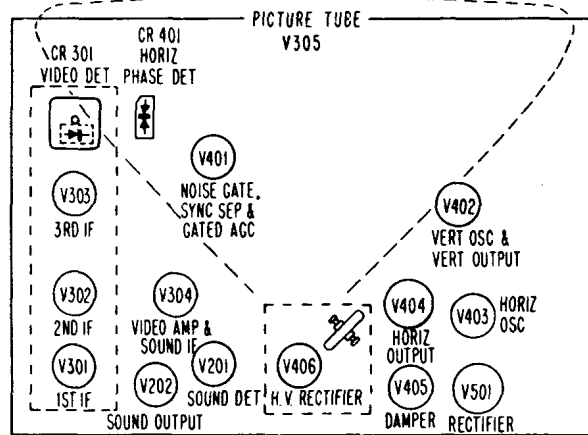 PICTURE TUBE
V305
CR 301
VIDEO DET
CR 401
HORIZ
PHASE DET
V401
NOISE GATE,
SYNC SEP &
GATED AGC
V303
3RD IF
V402
VERT OSC &
VERT OUTPUT
V302
2ND IF
V304
VIDEO AMP &
SOUND IF
V404
HORIZ
OUTPUT
V403
HORIZ
OSC
V301
1ST IF
V202
SOUND OUTPUT
V201
SOUND DET
V406
H.V. RECTIFIER
V405
DAMPER
V501
RECTIFIER